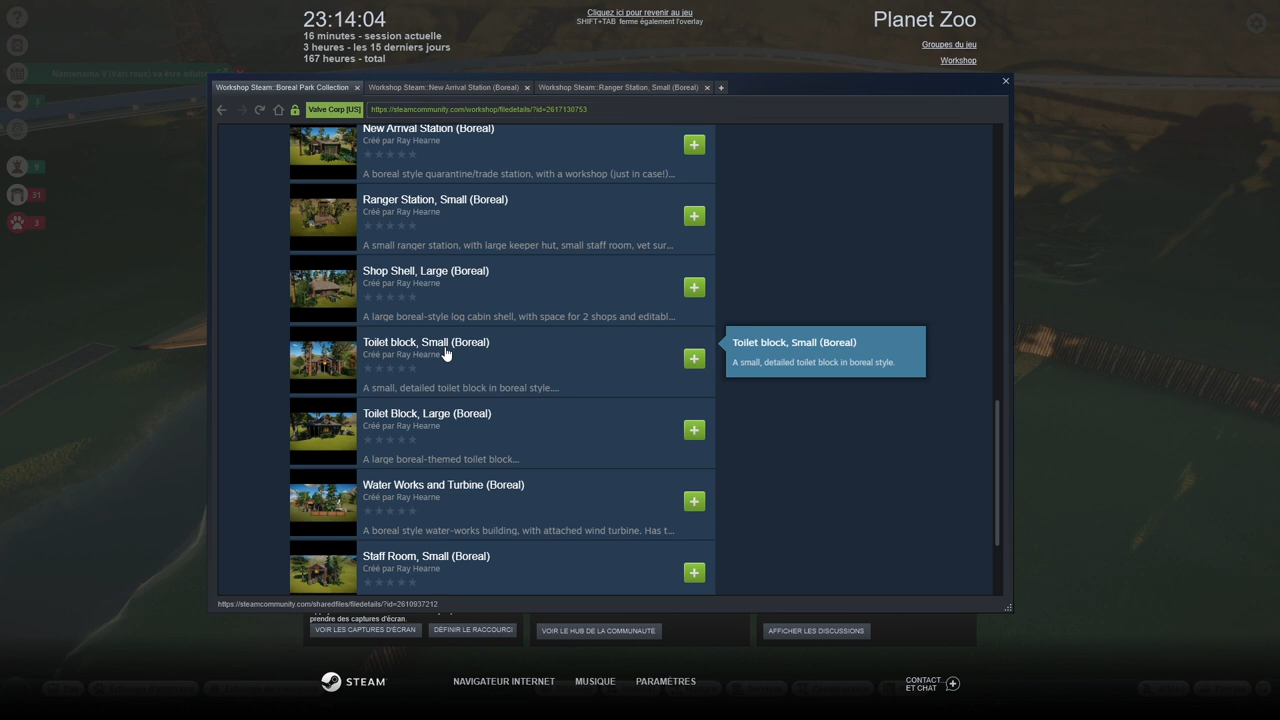 23:14:04
16 minutes - session actuelle
3 heures - les 15 derniers jours
167 heures - total
Cliquez ici pour revenir au jeu
SHIFT+TAB ferme également l'overlay
Planet Zoo
Groupes du jeu
Workshop
Workshop Steam::Boreal Park Collection
Workshop Steam::New Arrival Station (Boreal)
Workshop Steam::Ranger Station, Small (Boreal)
Valve Corp [US]
https://steamcommunity.com/workshop/filedetails/?id=2617130753
New Arrival Station (Boreal)
Créé par Ray Hearne
A boreal style quarantine/trade station, with a workshop (just in case!)...
Ranger Station, Small (Boreal)
Créé par Ray Hearne
A small ranger station, with large keeper hut, small staff room, vet sur...
Shop Shell, Large (Boreal)
Créé par Ray Hearne
A large boreal-style log cabin shell, with space for 2 shops and editabl...
Toilet block, Small (Boreal)
Créé par Ray Hearne
A small, detailed toilet block in boreal style....
Toilet block, Small (Boreal)
A small, detailed toilet block in boreal style.
Toilet Block, Large (Boreal)
Créé par Ray Hearne
A large boreal-themed toilet block...
Water Works and Turbine (Boreal)
Créé par Ray Hearne
A boreal style water-works building, with attached wind turbine. Has t...
Staff Room, Small (Boreal)
Créé par Ray Hearne
https://steamcommunity.com/sharedfiles/filedetails/?id=2610937212
31
3
prendre des captures d'écran.
VOIR LES CAPTURES D'ÉCRAN
DÉFINIR LE RACCOURCI
VOIR LE HUB DE LA COMMUNAUTÉ
AFFICHER LES DISCUSSIONS
STEAM
NAVIGATEUR INTERNET
MUSIQUE
PARAMÈTRES
CONTACT
ET CHAT